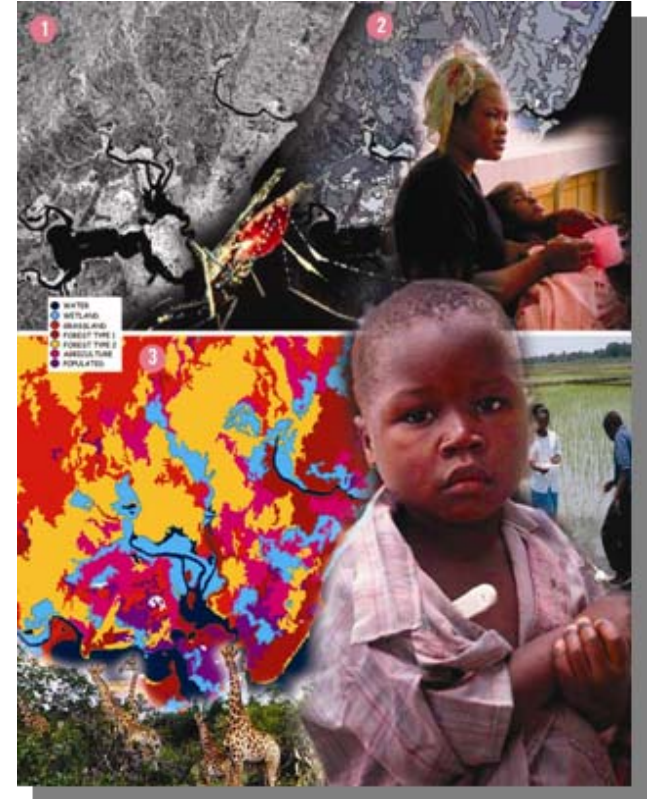 1
2
WATER
WETLAND
GRASSLAND
FOREST TYPE 1
FOREST TYPE 2
AGRICULTURE
POPULATED
3